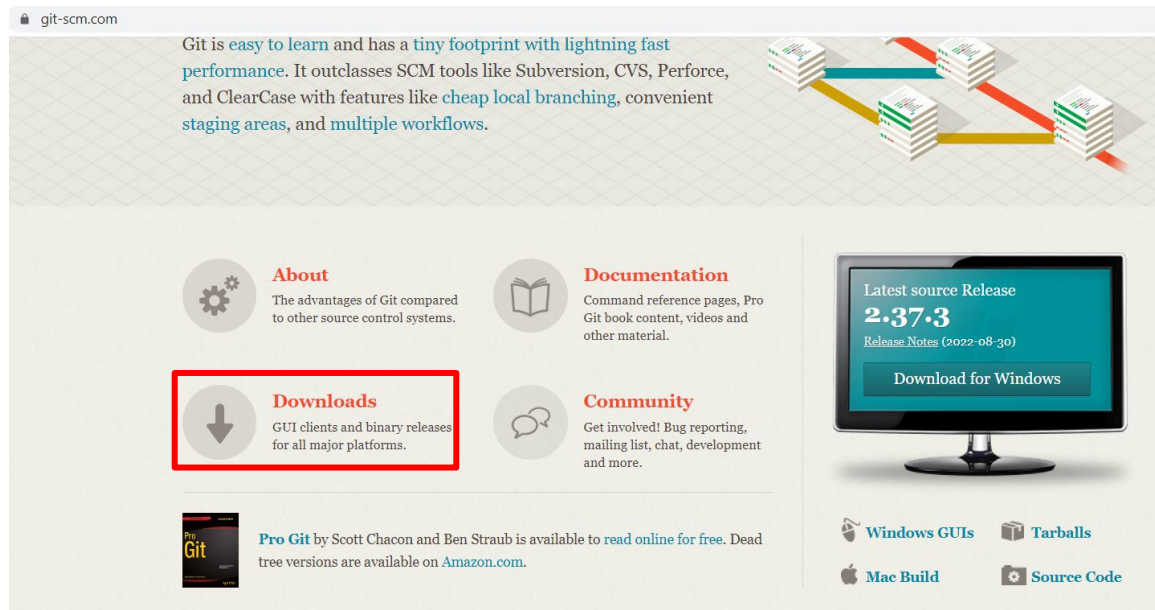 git-scm.com
Git is easy to learn and has a tiny footprint with lightning fast
performance. It outclasses SCM tools like Subversion, CVS, Perforce,
and ClearCase with features like cheap local branching, convenient
staging areas, and multiple workflows.
About
The advantages of Git compared
to other source control systems.
Documentation
Command reference pages, Pro
Git book content, videos and
other material.
Downloads
GUI clients and binary releases
for all major platforms.
Community
Get involved! Bug reporting,
mailing list, chat, development
and more.
Pro
Git
Pro Git by Scott Chacon and Ben Straub is available to read online for free. Dead
tree versions are available on Amazon.com.
Latest source Release
2.37.3
Release Notes (2022-08-30)
Download for Windows
Windows GUIs
Tarballs
Mac Build
Source Code